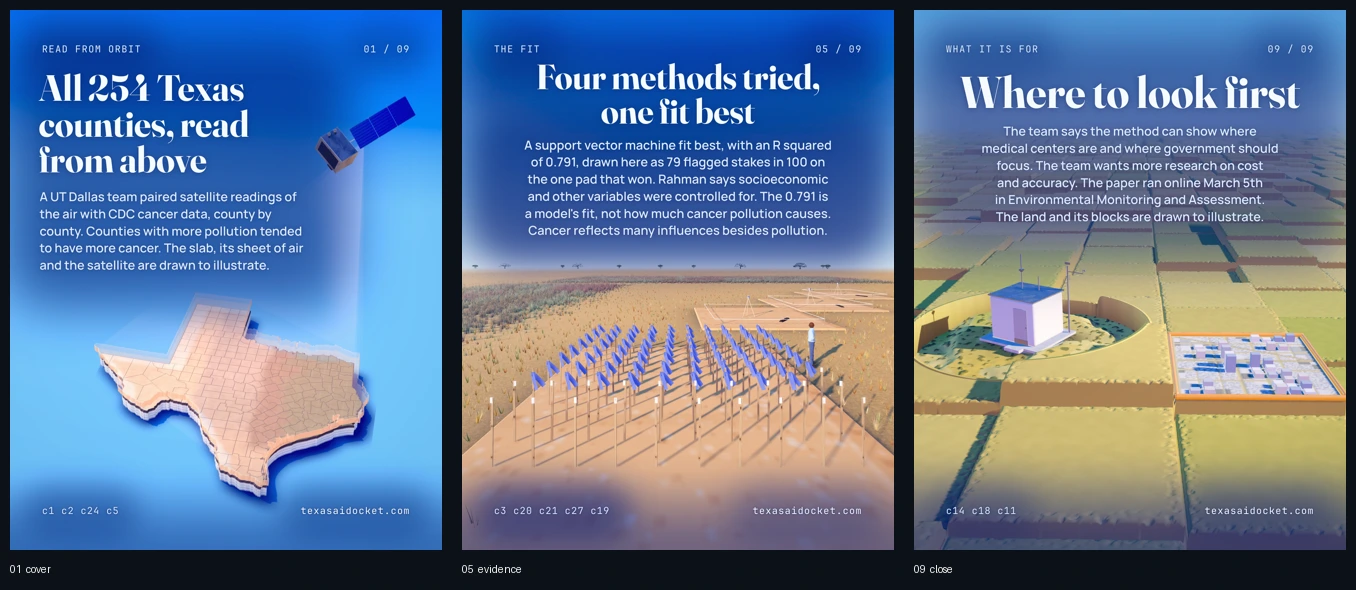 READ FROM ORBIT
01 / 09
All 254 Texas
counties, read
from above
A UT Dallas team paired satellite readings of
the air with CDC cancer data, county by
county. Counties with more pollution tended
to have more cancer. The slab, its sheet of air
and the satellite are drawn to illustrate.
c1 c2 c24 c5
texasaidocket.com
01 cover
THE FIT
05 / 09
Four methods tried,
one fit best
A support vector machine fit best, with an R squared
of 0.791, drawn here as 79 flagged stakes in 100 on
the one pad that won. Rahman says socioeconomic
and other variables were controlled for. The 0.791 is
a model's fit, not how much cancer pollution causes.
Cancer reflects many influences besides pollution.
c3 c20 c21 c27 c19
texasaidocket.com
05 evidence
WHAT IT IS FOR
09 / 09
Where to look first
The team says the method can show where
medical centers are and where government should
focus. The team wants more research on cost
and accuracy. The paper ran online March 5th
in Environmental Monitoring and Assessment.
The land and its blocks are drawn to illustrate.
c14 c18 c11
texasaidocket.com
09 close